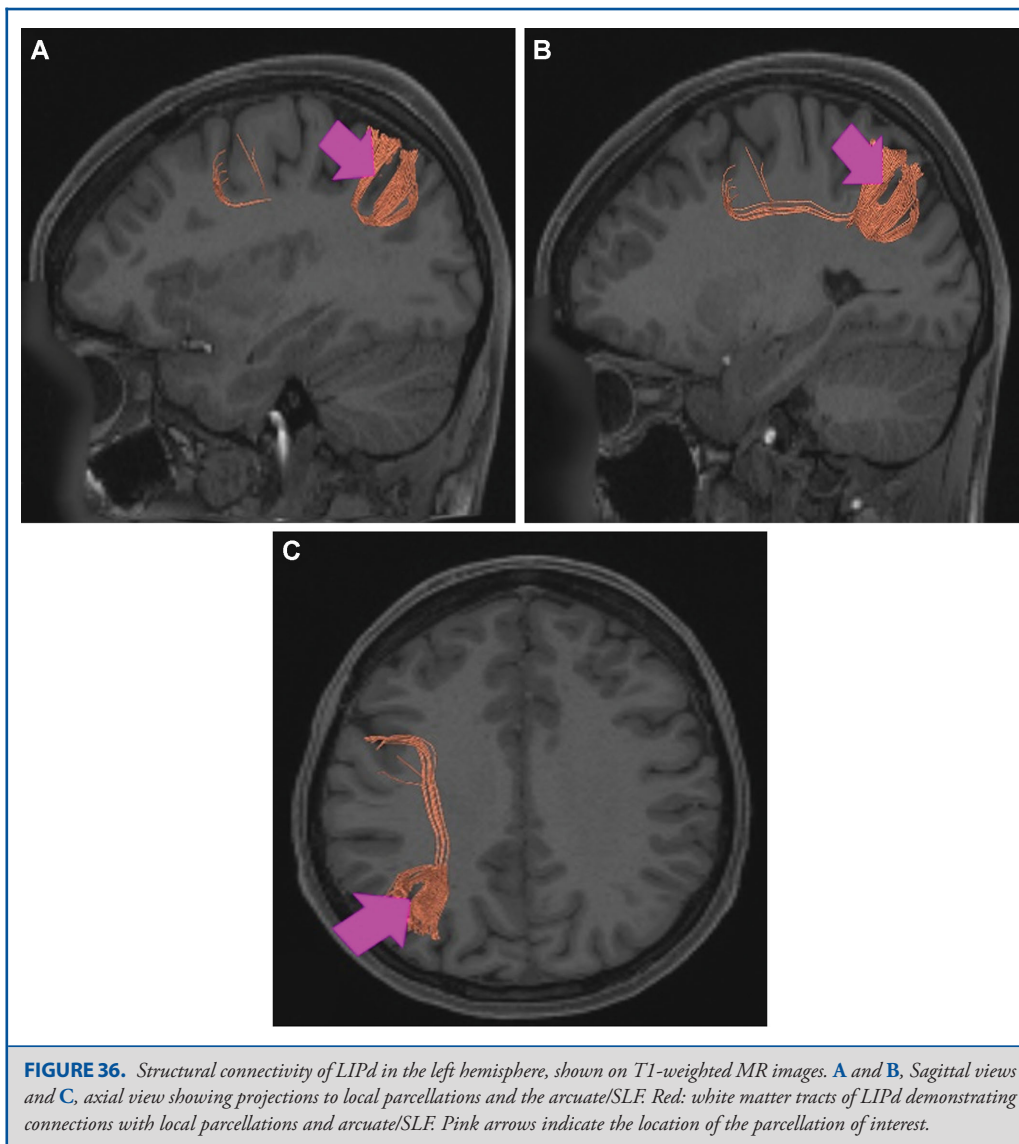 A
B
C
FIGURE 36. Structural connectivity of LIPd in the left hemisphere, shown on T1-weighted MR images. A and B, Sagittal views
and C, axial view showing projections to local parcellations and the arcuate/SLF. Red: white matter tracts of LIPd demonstrating
connections with local parcellations and arcuate/SLF. Pink arrows indicate the location of the parcellation of interest.